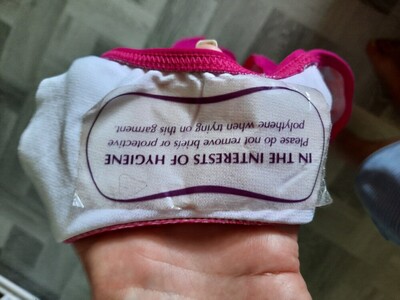 IN THE INTERESTS OF HYGIENE
Please do not remove briefs or protective
polythene when trying on this garment